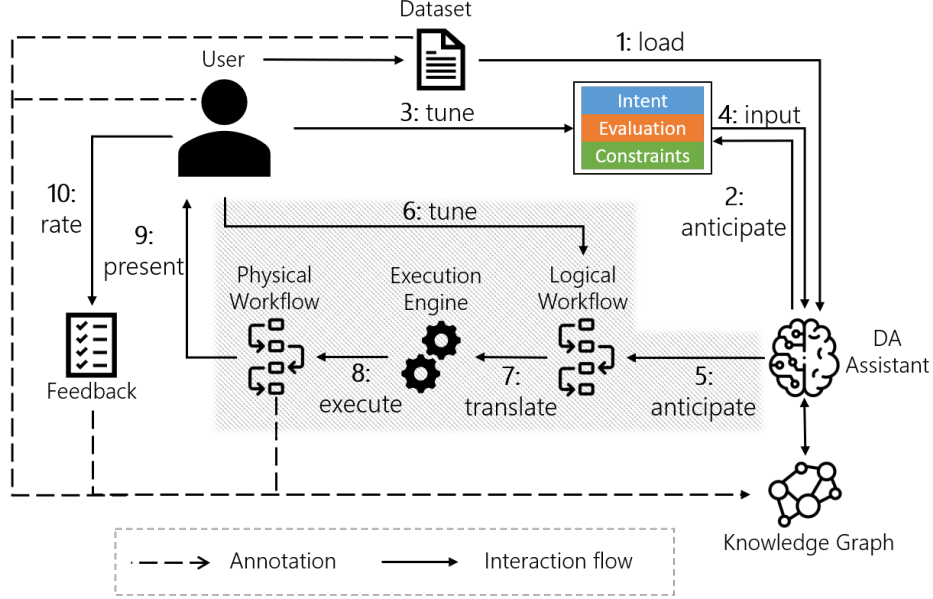 Dataset
User
1: load
3: tune
Intent
Evaluation
Constraints
4: input
2:
anticipate
10:
rate
9:
present
6: tune
Physical
Workflow
Execution
Engine
Logical
Workflow
DA
Assistant
8:
execute
7:
translate
5:
anticipate
Feedback
Knowledge Graph
Annotation
Interaction flow